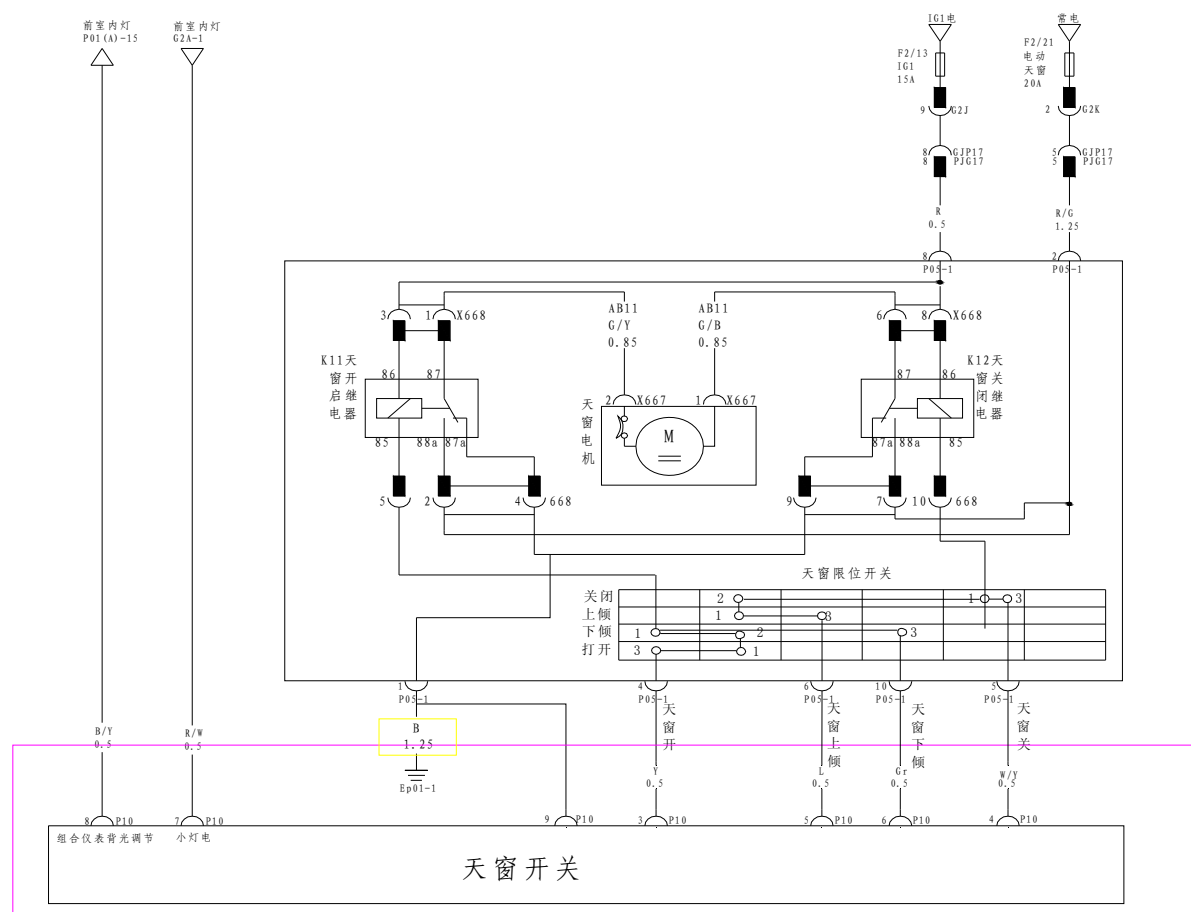 前室内灯
P01(A)-15
前室内灯
G2A-1
IG1电
常电
F2/13
IG1
15A
F2/21
电动
天窗
20A
9 G2J
2 G2K
8 GJP17
8 PJG17
5 GJP17
5 PJG17
R
0.5
R/G
1.25
8
P05-1
2
P05-1
3 1 X668
AB11
G/Y
0.85
AB11
G/B
0.85
6 8 X668
K11天
窗开
启继
电器
86 87
85 88a 87a
天窗电机
2 X667
1 X667
M
87 86
87a 88a 85
K12天
窗关
闭继
电器
5 2 4 668
9 7 10 668
天窗限位开关
关闭 2 1 3
上倾 1 3
下倾 1 2 3
打开 3 1
1
P05-1
4
P05-1
6
P05-1
10
P05-1
5
P05-1
天窗开
天窗上倾
天窗下倾
天窗关
B/Y
0.5
R/W
0.5
B
1.25
Ep01-1
Y
0.5
L
0.5
Gr
0.5
W/y
0.5
8 P10
7 P10
9 P10
3 P10
5 P10
6 P10
4 P10
组合仪表背光调节
小灯电
天窗开关